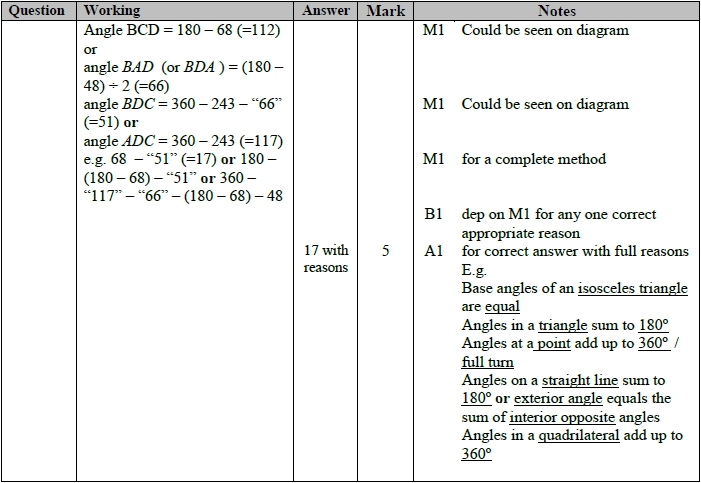 Question Working Answer Mark Notes
Angle BCD = 180 – 68 (=112) M1 Could be seen on diagram
or
angle BAD (or BDA ) = (180 –
48) ÷ 2 (=66)
angle BDC = 360 – 243 – “66” M1 Could be seen on diagram
(=51) or
angle ADC = 360 – 243 (=117)
e.g. 68 – “51” (=17) or 180 – M1 for a complete method
(180 – 68) – “51” or 360 –
“117” – “66” – (180 – 68) – 48
B1 dep on M1 for any one correct
appropriate reason
17 with 5 A1 for correct answer with full reasons
reasons E.g.
Base angles of an isosceles triangle
are equal
Angles in a triangle sum to 180º
Angles at a point add up to 360º /
full turn
Angles on a straight line sum to
180º or exterior angle equals the
sum of interior opposite angles
Angles in a quadrilateral add up to
360º